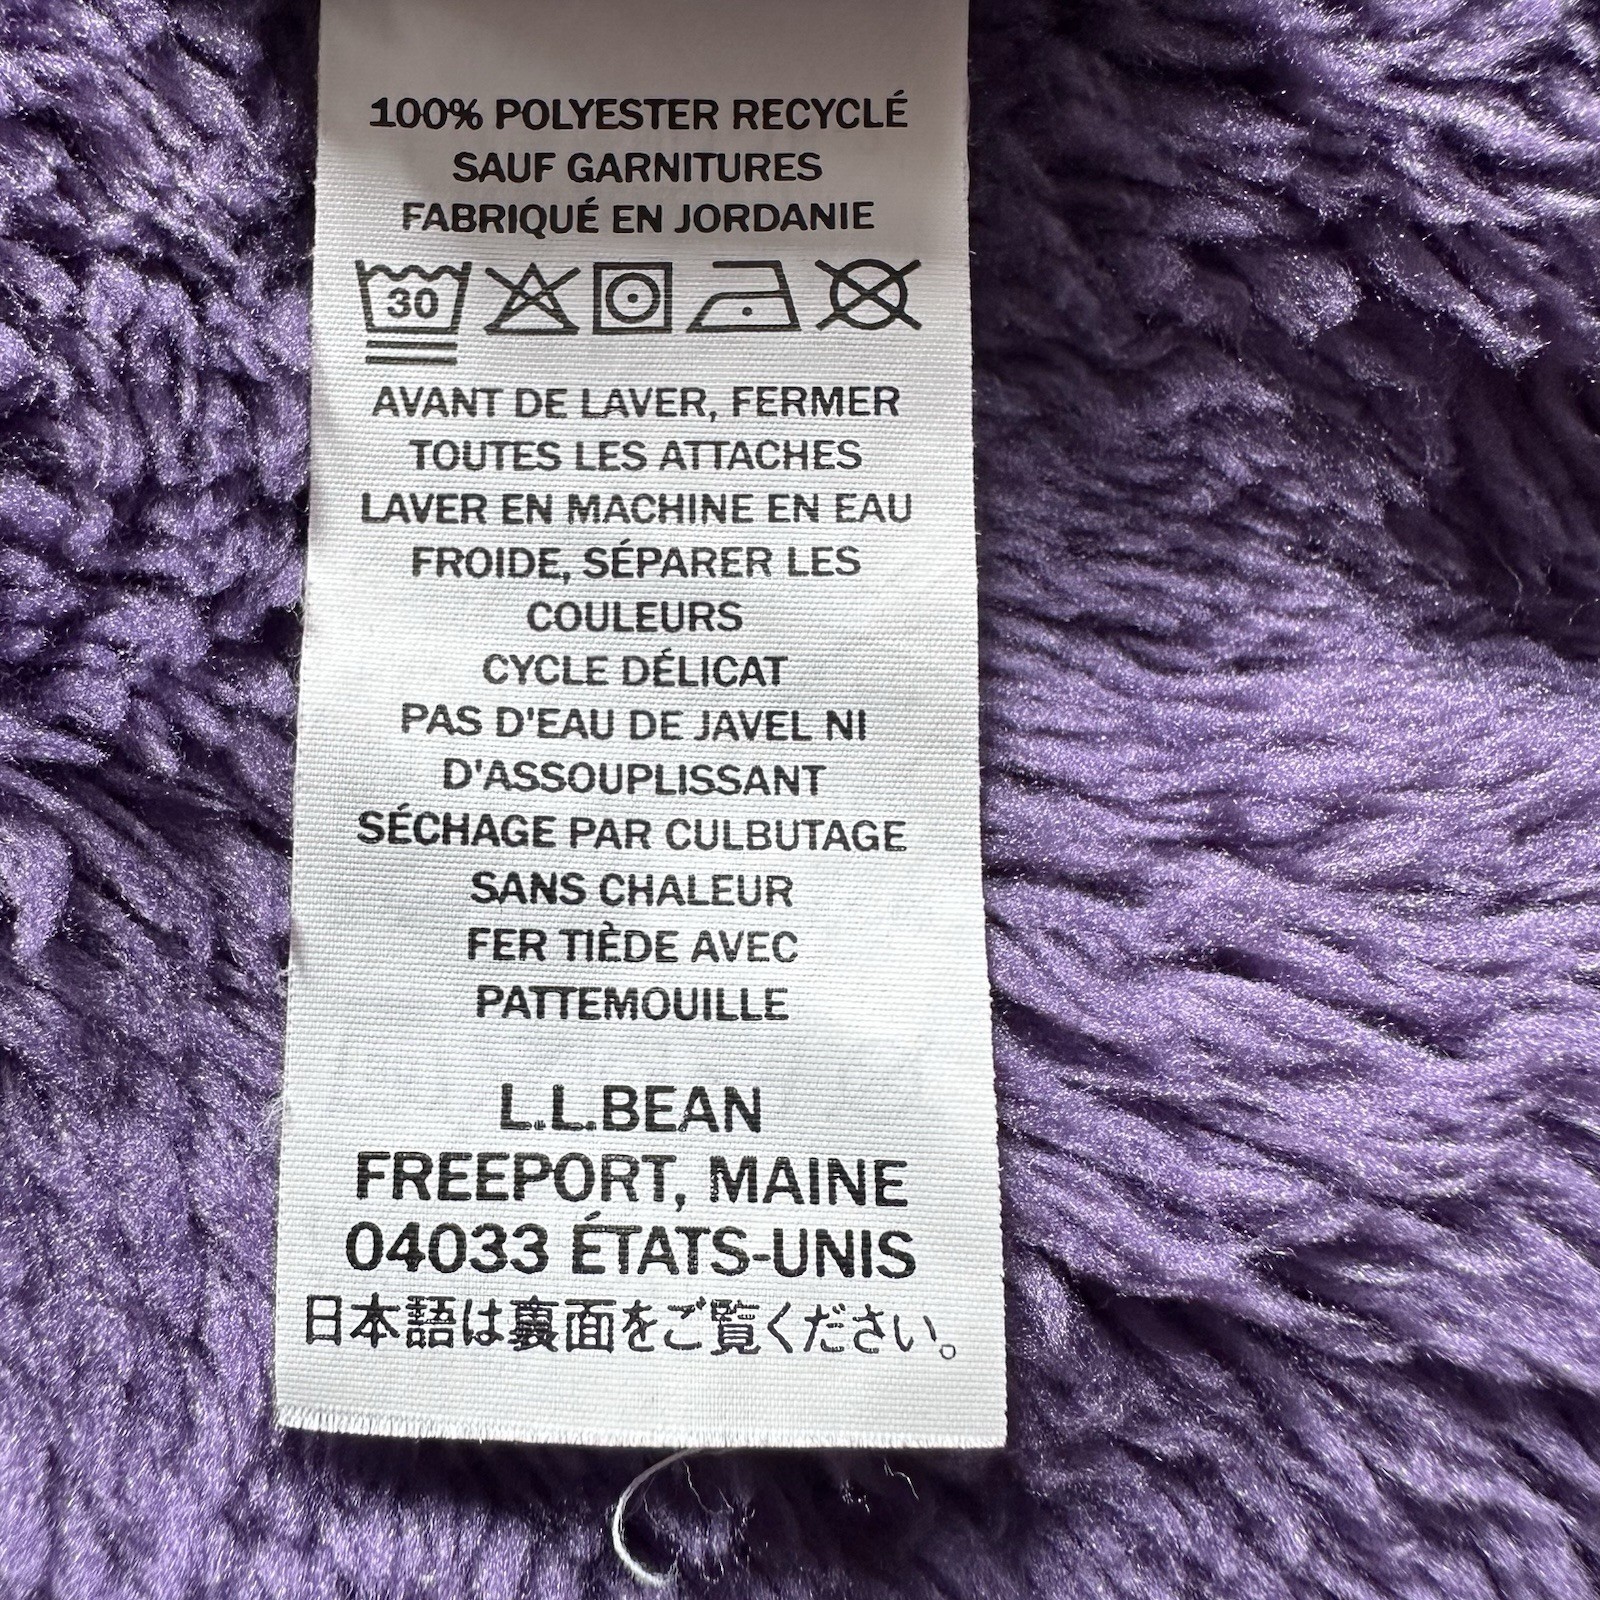 100% POLYESTER RECYCLÉ
SAUF GARNITURES
FABRIQUÉ EN JORDANIE
30
AVANT DE LAVER, FERMER
TOUTES LES ATTACHES
LAVER EN MACHINE EN EAU
FROIDE, SÉPARER LES
COULEURS
CYCLE DÉLICAT
PAS D'EAU DE JAVEL NI
D'ASSOUPLISSANT
SÉCHAGE PAR CULBUTAGE
SANS CHALEUR
FER TIÈDE AVEC
PATTEMOUILLE
L.L.BEAN
FREEPORT, MAINE
04033 ÉTATS-UNIS
日本語は裏面をご覧ください。